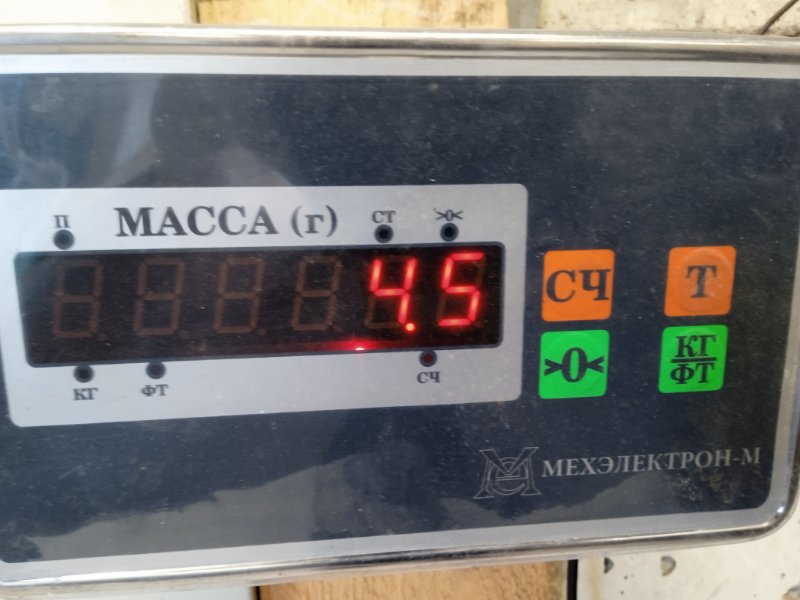 П МАССА (г) СТ >0<
4.5
КГ ФТ СЧ
СЧ Т
>0< КГ/ФТ
МЕХЭЛЕКТРОН-М